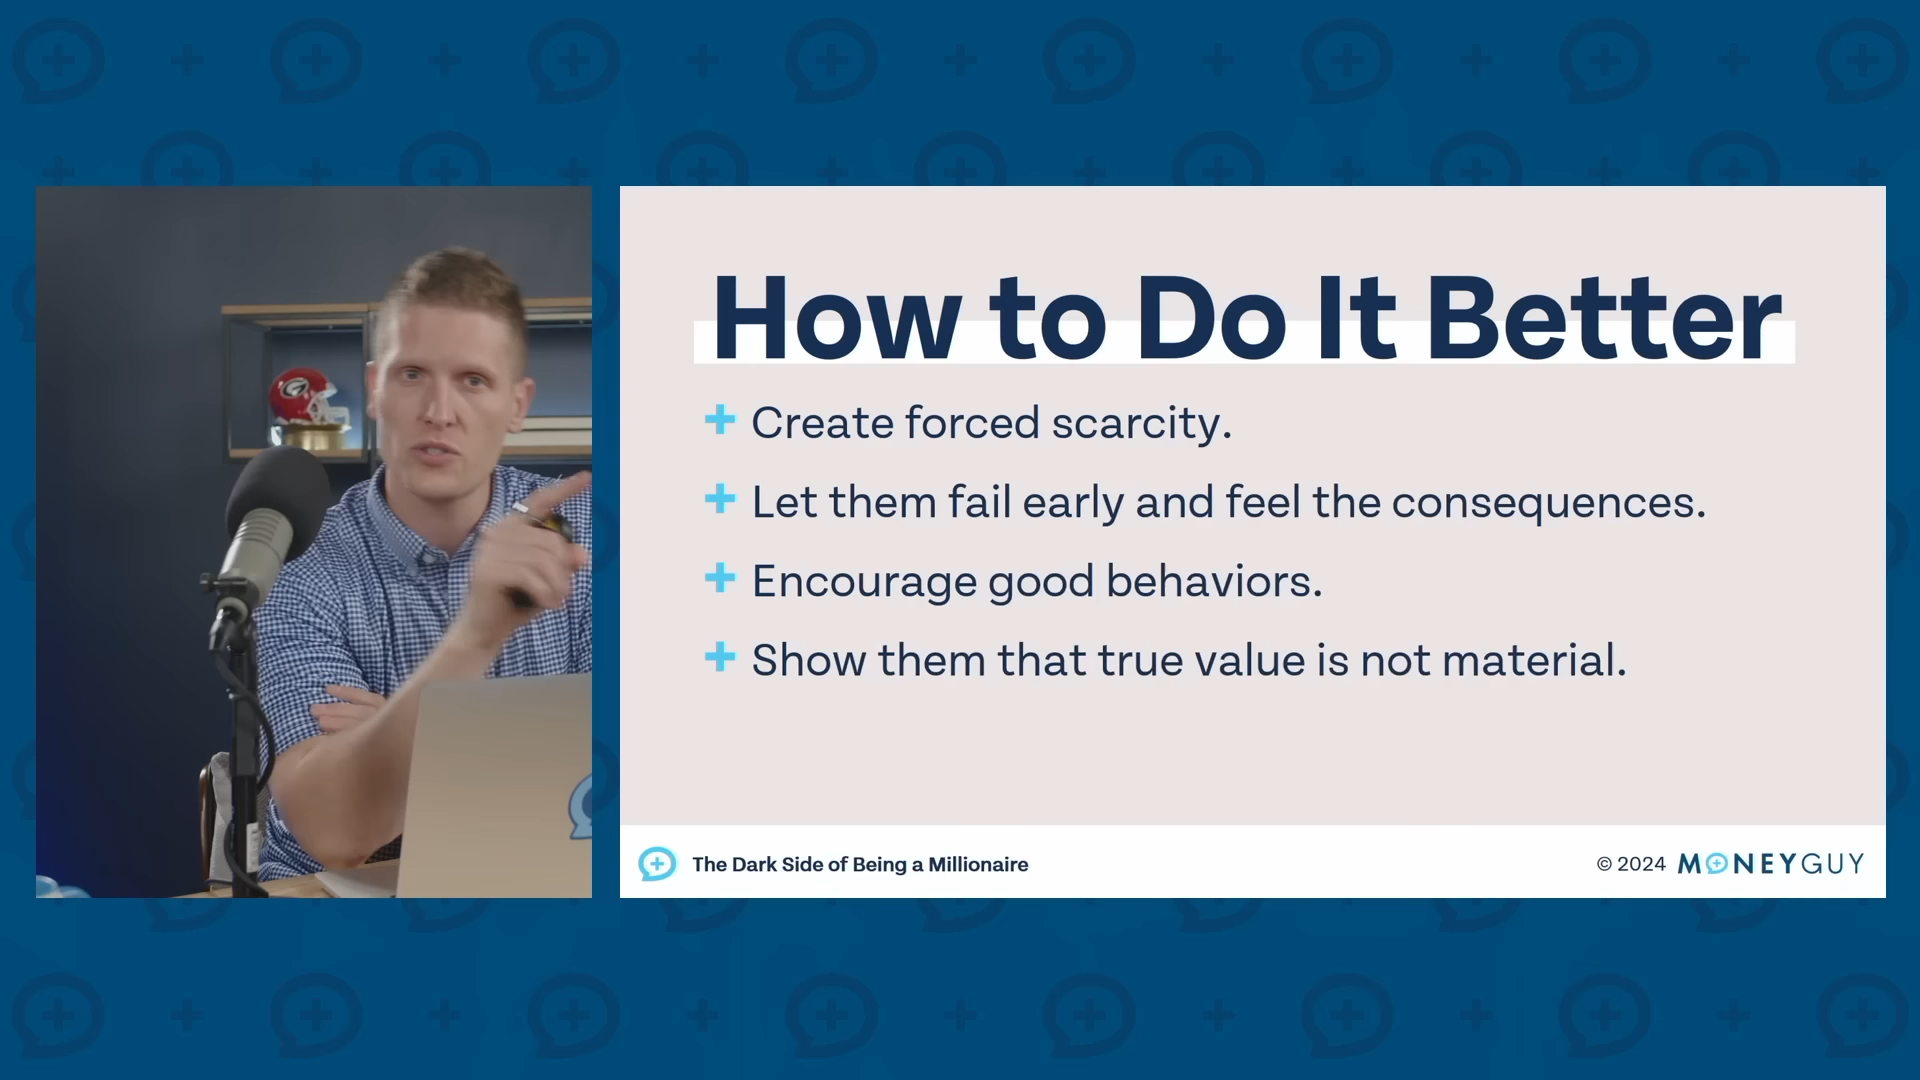 How to Do It Better
Create forced scarcity.
Let them fail early and feel the consequences.
Encourage good behaviors.
Show them that true value is not material.
The Dark Side of Being a Millionaire
© 2024 MONEYGUY
G